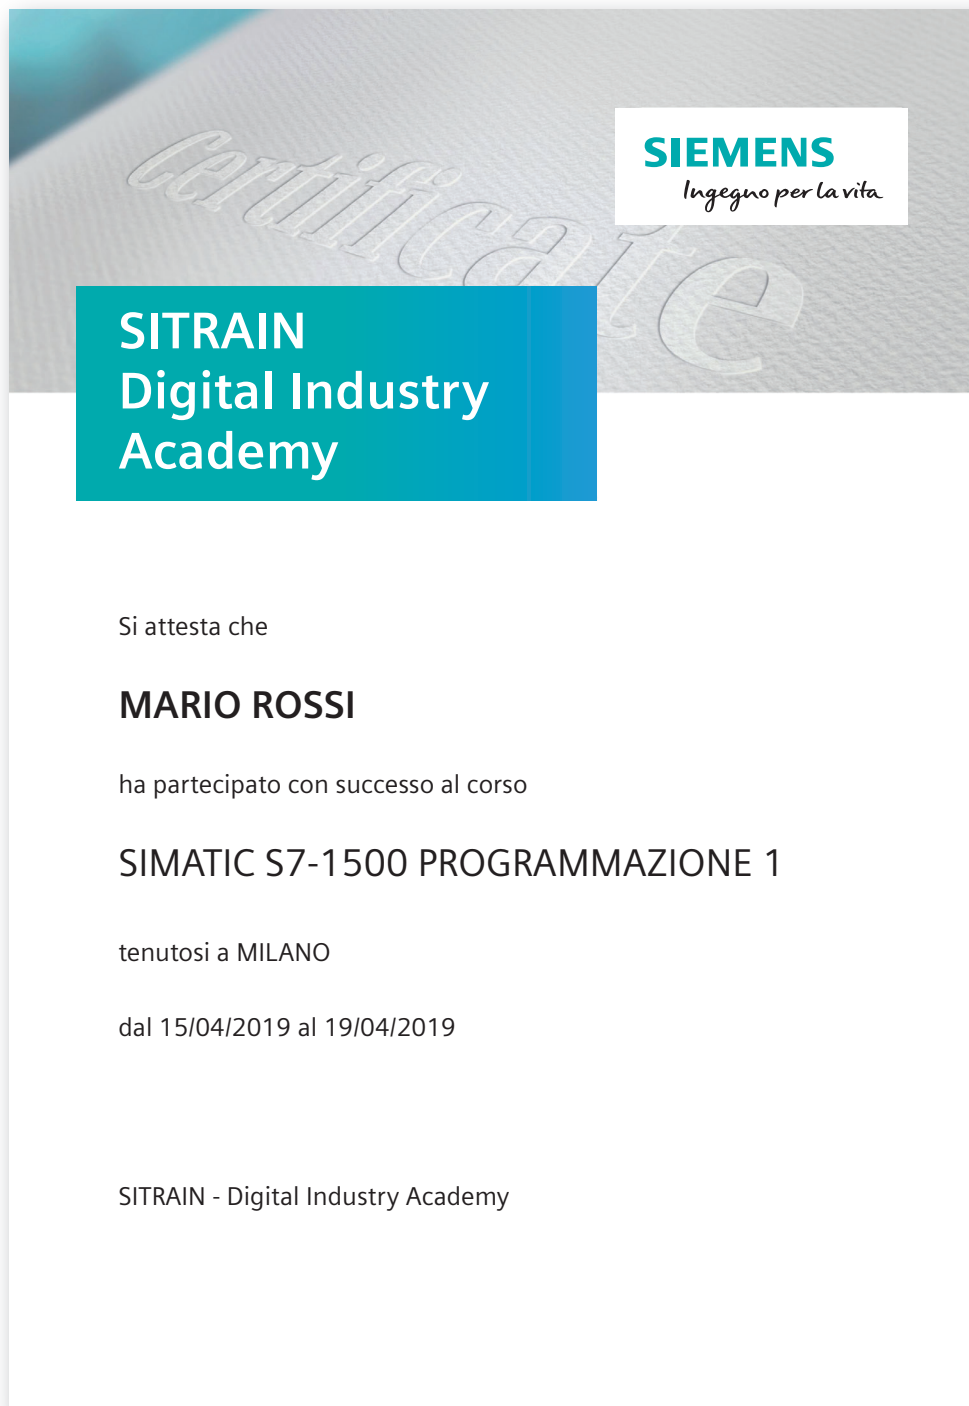 certificate
SIEMENS
Ingegno per la vita
SITRAIN
Digital Industry
Academy
Si attesta che
MARIO ROSSI
ha partecipato con successo al corso
SIMATIC S7-1500 PROGRAMMAZIONE 1
tenutosi a MILANO
dal 15/04/2019 al 19/04/2019
SITRAIN - Digital Industry Academy